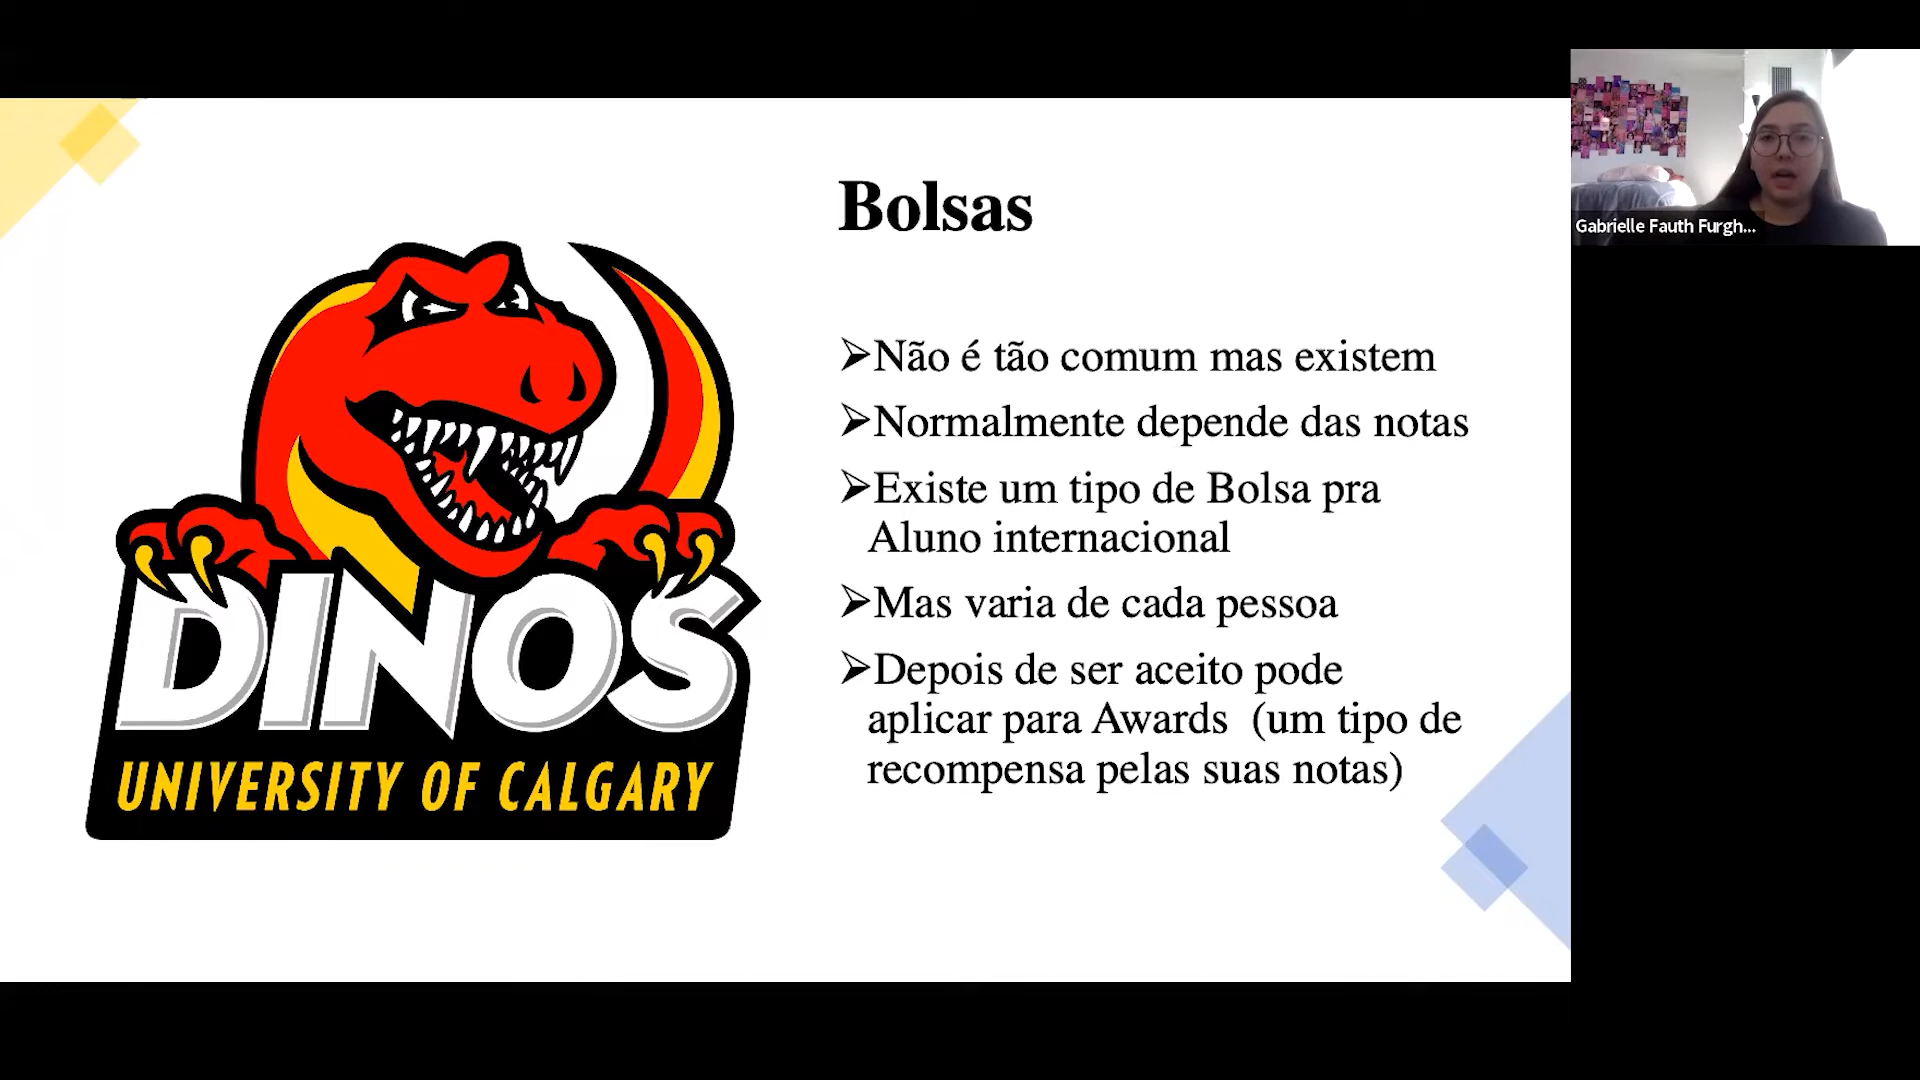 Bolsas
➢Não é tão comum mas existem
➢Normalmente depende das notas
➢Existe um tipo de Bolsa pra
Aluno internacional
➢Mas varia de cada pessoa
➢Depois de ser aceito pode
aplicar para Awards (um tipo de
recompensa pelas suas notas)
DINOS
UNIVERSITY OF CALGARY
Gabrielle Fauth Furgh...